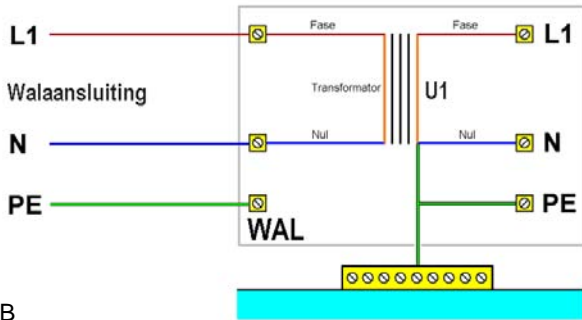 L1 Fase Fase L1
Walaansluiting Transformator U1
N Nul Nul N
PE PE
WAL
B